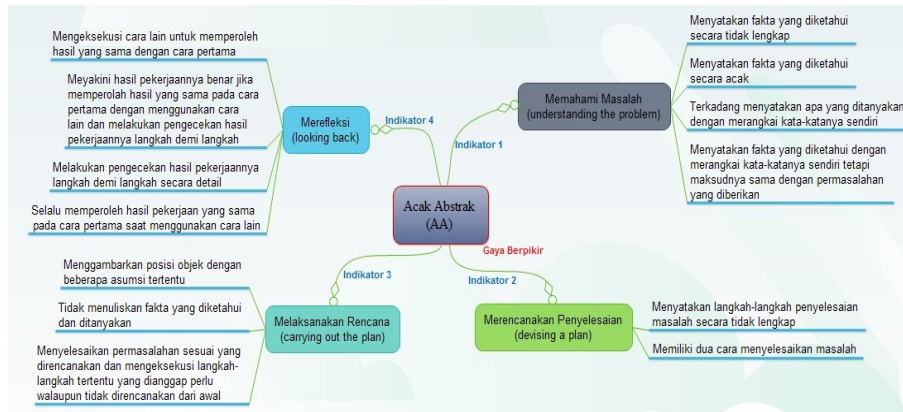 Mengeksekusi cara lain untuk memperoleh
hasil yang sama dengan cara pertama
Meyakini hasil pekerjaannya benar jika
memperolah hasil yang sama pada cara
pertama dengan menggunakan cara
lain dan melakukan pengecekan hasil
pekerjaannya langkah demi langkah
Melakukan pengecekan hasil pekerjaannya
langkah demi langkah secara detail
Selalu memperoleh hasil pekerjaan yang sama
pada cara pertama saat menggunakan cara lain
Merefleksi
(looking back)
Indikator 4
Menyatakan fakta yang diketahui
secara tidak lengkap
Menyatakan fakta yang diketahui
secara acak
Terkadang menyatakan apa yang ditanyakan
dengan merangkai kata-katanya sendiri
Menyatakan fakta yang diketahui dengan
merangkai kata-katanya sendiri tetapi
maksudnya sama dengan permasalahan
yang diberikan
Memahami Masalah
(understanding the problem)
Indikator 1
Acak Abstrak
(AA)
Gaya Berpikir
Indikator 3
Menggambarkan posisi objek dengan
beberapa asumsi tertentu
Tidak menuliskan fakta yang diketahui
dan ditanyakan
Menyelesaikan permasalahan sesuai yang
direncanakan dan mengeksekusi langkah-
langkah tertentu yang dianggap perlu
walaupun tidak direncanakan dari awal
Melaksanakan Rencana
(carrying out the plan)
Indikator 2
Merencanakan Penyelesaian
(devising a plan)
Menyatakan langkah-langkah penyelesaian
masalah secara tidak lengkap
Memiliki dua cara menyelesaikan masalah